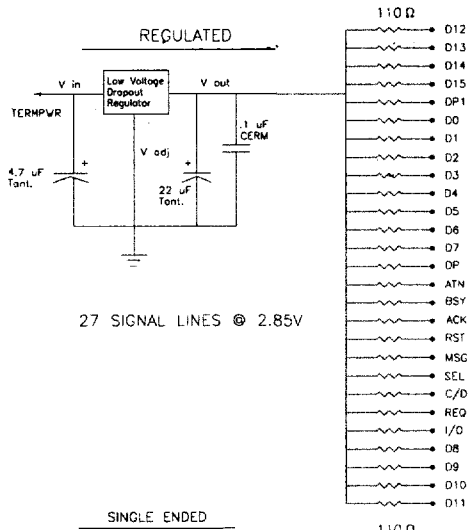 110 Ω
REGULATED
D12
D13
D14
D15
DP1
D0
D1
D2
D3
D4
D5
D6
D7
DP
ATN
BSY
ACK
RST
MSG
SEL
C/D
REQ
I/O
D8
D9
D10
D11
V in
Low Voltage
Dropout
Regulator
V out
TERMPWR
V adj
.1 uF
CERM
+
4.7 uF
Tant.
+
22 uF
Tant.
27 SIGNAL LINES @ 2.85V
SINGLE ENDED
110 Ω